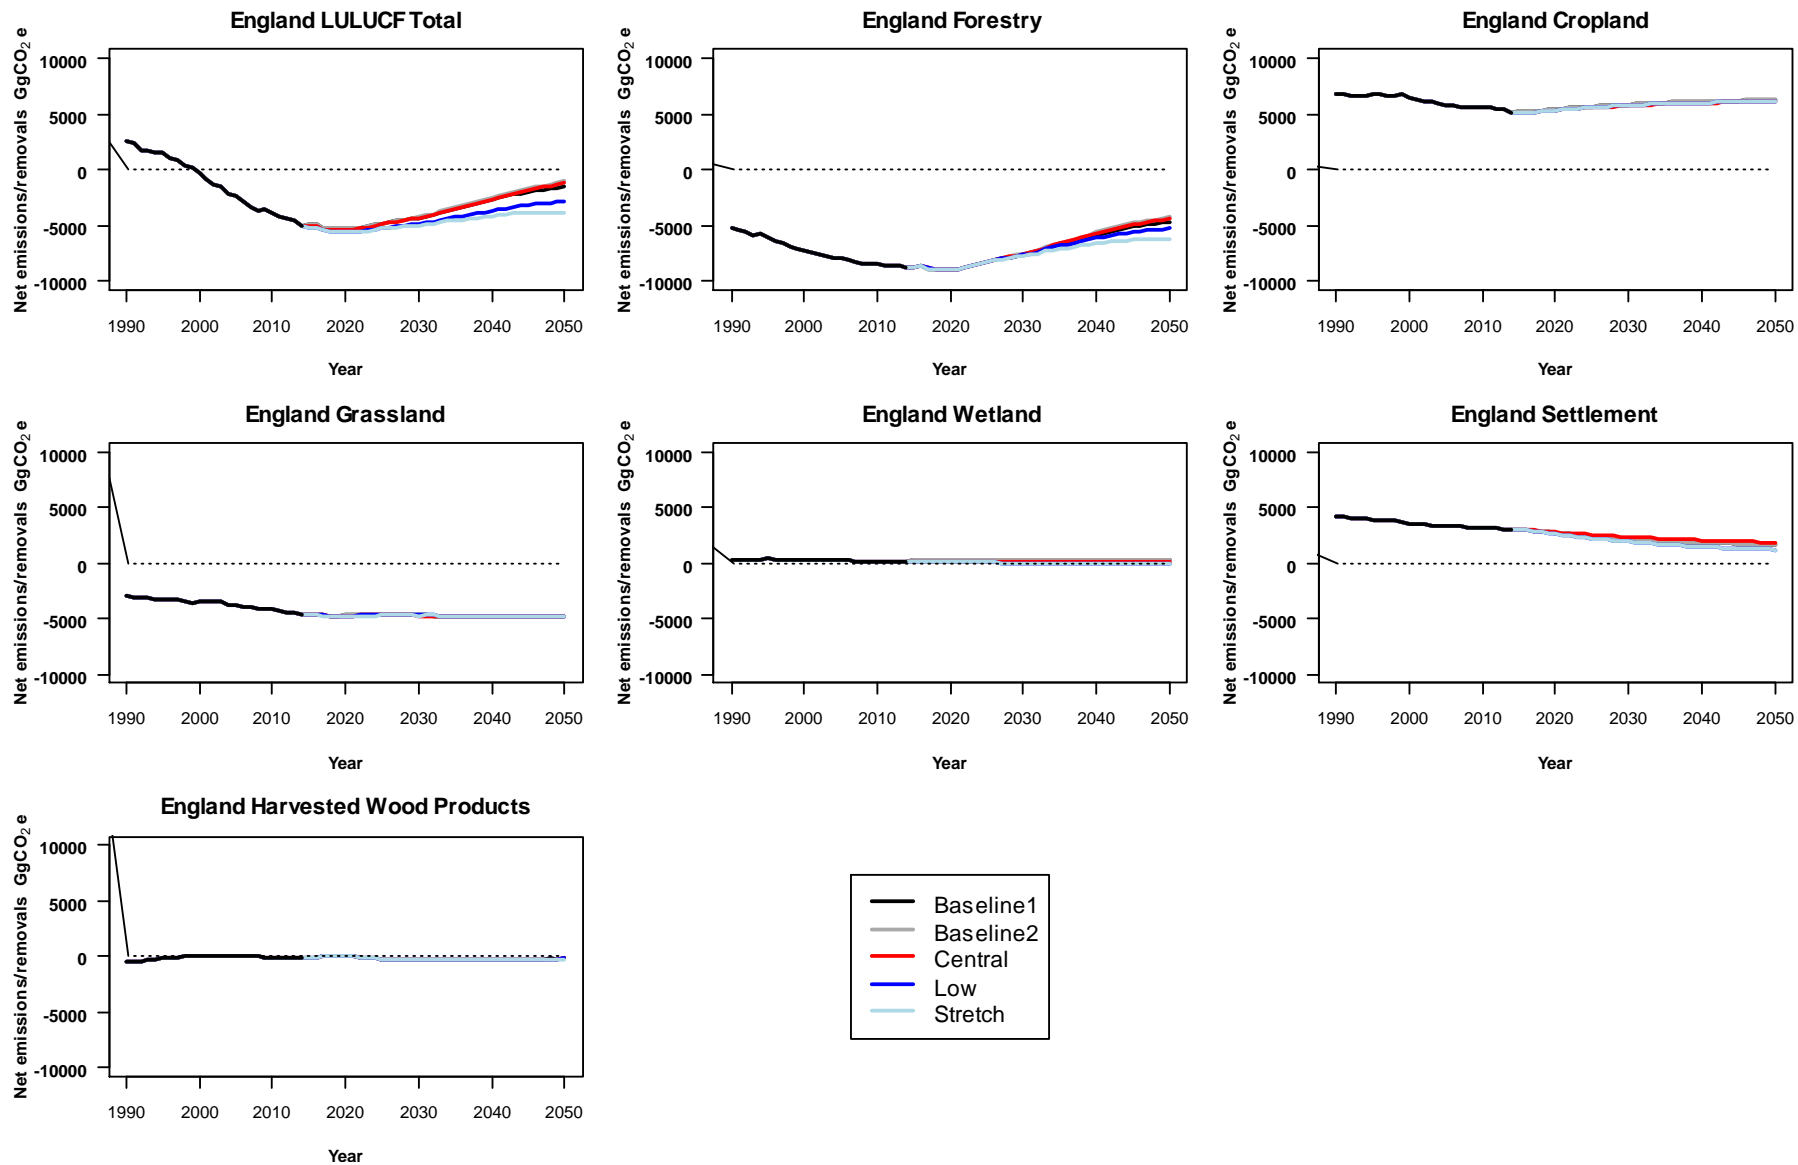 England LULUCF Total
Net emissions/removals GgCO2 e
10000
5000
0
-5000
-10000
1990 2000 2010 2020 2030 2040 2050
Year
England Forestry
Net emissions/removals GgCO2 e
10000
5000
0
-5000
-10000
1990 2000 2010 2020 2030 2040 2050
Year
England Cropland
Net emissions/removals GgCO2 e
10000
5000
0
-5000
-10000
1990 2000 2010 2020 2030 2040 2050
Year
England Grassland
Net emissions/removals GgCO2 e
10000
5000
0
-5000
-10000
1990 2000 2010 2020 2030 2040 2050
Year
England Wetland
Net emissions/removals GgCO2 e
10000
5000
0
-5000
-10000
1990 2000 2010 2020 2030 2040 2050
Year
England Settlement
Net emissions/removals GgCO2 e
10000
5000
0
-5000
-10000
1990 2000 2010 2020 2030 2040 2050
Year
England Harvested Wood Products
Net emissions/removals GgCO2 e
10000
5000
0
-5000
-10000
1990 2000 2010 2020 2030 2040 2050
Year
Baseline1
Baseline2
Central
Low
Stretch